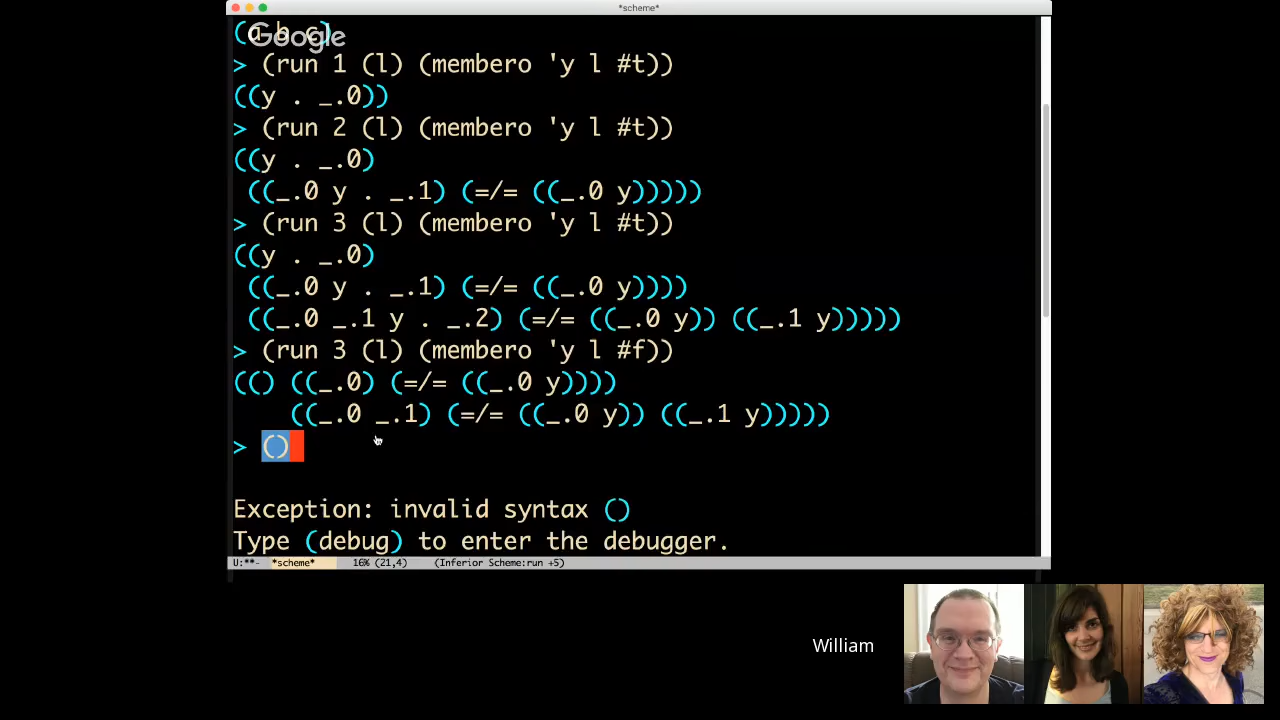 *scheme*
(a b c)
Google
> (run 1 (l) (membero 'y l #t))
((y . _.0))
> (run 2 (l) (membero 'y l #t))
((y . _.0)
((_.0 y . _.1) (=/= ((_.0 y)))))
> (run 3 (l) (membero 'y l #t))
((y . _.0)
((_.0 y . _.1) (=/= ((_.0 y))))
((_.0 _.1 y . _.2) (=/= ((_.0 y)) ((_.1 y)))))
> (run 3 (l) (membero 'y l #f))
(() ((_.0) (=/= ((_.0 y))))
((_.0 _.1) (=/= ((_.0 y)) ((_.1 y)))))
> ()
Exception: invalid syntax ()
Type (debug) to enter the debugger.
U:**- *scheme* 16% (21,4) (Inferior Scheme:run +5)
William